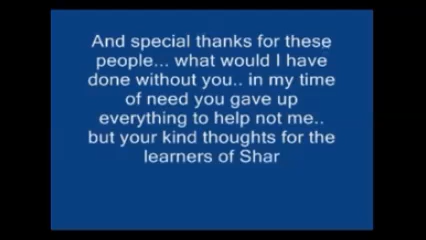 And special thanks for these
people... what would I have
done without you.. in my time
of need you gave up
everything to help not me..
but your kind thoughts for the
learners of Shar